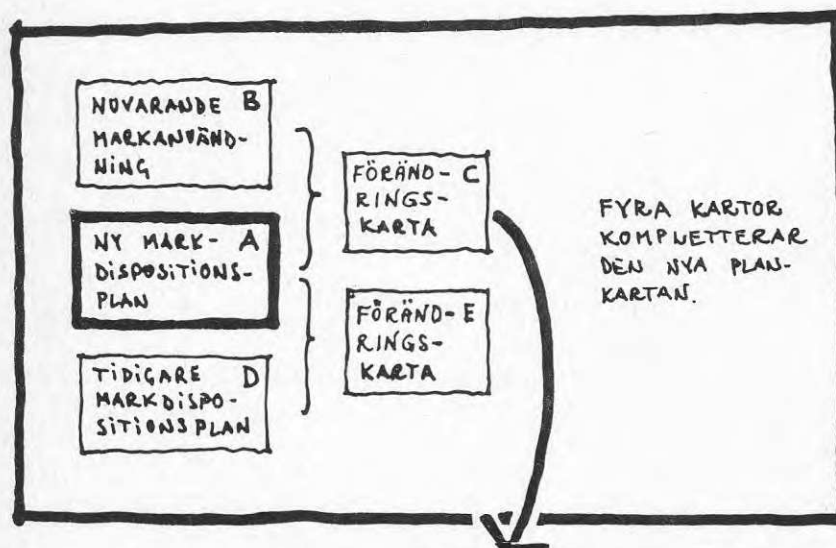 NUVARANDE B
MARKANVÄND-
NING
NY MARK- A
DISPOSITIONS-
PLAN
TIDIGARE D
MARKDISPO-
SITIONSPLAN
FÖRÄND- C
RINGS-
KARTA
FÖRÄND- E
RINGS-
KARTA
FYRA KARTOR
KOMPLETTERAR
DEN NYA PLAN-
KARTAN.